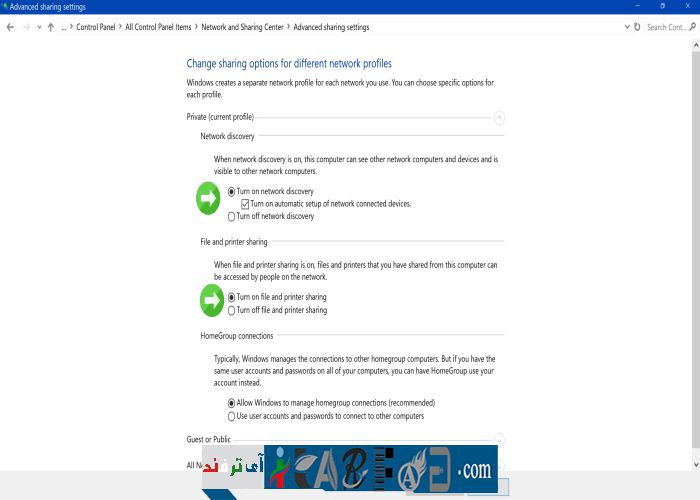 Advanced sharing settings
... > Control Panel > All Control Panel Items > Network and Sharing Center > Advanced sharing settings
Search Cont...
Change sharing options for different network profiles
Windows creates a separate network profile for each network you use. You can choose specific options for
each profile.
Private (current profile)
Network discovery
When network discovery is on, this computer can see other network computers and devices and is
visible to other network computers.
Turn on network discovery
Turn on automatic setup of network connected devices.
Turn off network discovery
File and printer sharing
When file and printer sharing is on, files and printers that you have shared from this computer can
be accessed by people on the network.
Turn on file and printer sharing
Turn off file and printer sharing
HomeGroup connections
Typically, Windows manages the connections to other homegroup computers. But if you have the
same user accounts and passwords on all of your computers, you can have HomeGroup use your
account instead.
Allow Windows to manage homegroup connections (recommended)
Use user accounts and passwords to connect to other computers
Guest or Public
All
آی ترفند
.com